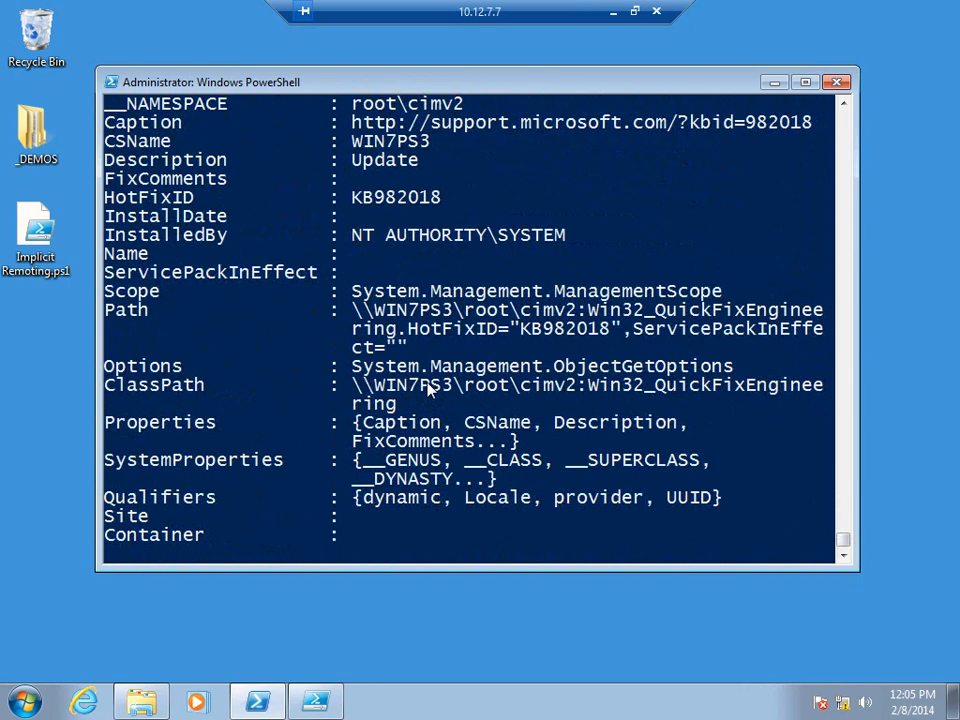 10.12.7.7
Recycle Bin
_DEMOS
Implicit
Remoting.ps1
Administrator: Windows PowerShell
__NAMESPACE : root\cimv2
Caption : http://support.microsoft.com/?kbid=982018
CSName : WIN7PS3
Description : Update
FixComments :
HotFixID : KB982018
InstallDate :
InstalledBy : NT AUTHORITY\SYSTEM
Name :
ServicePackInEffect :
Scope : System.Management.ManagementScope
Path : \\WIN7PS3\root\cimv2:Win32_QuickFixEnginee
ring.HotFixID="KB982018",ServicePackInEffe
ct=""
Options : System.Management.ObjectGetOptions
ClassPath : \\WIN7PS3\root\cimv2:Win32_QuickFixEnginee
ring
Properties : {Caption, CSName, Description,
FixComments...}
SystemProperties : {__GENUS, __CLASS, __SUPERCLASS,
__DYNASTY...}
Qualifiers : {dynamic, Locale, provider, UUID}
Site :
Container :
12:05 PM
2/8/2014